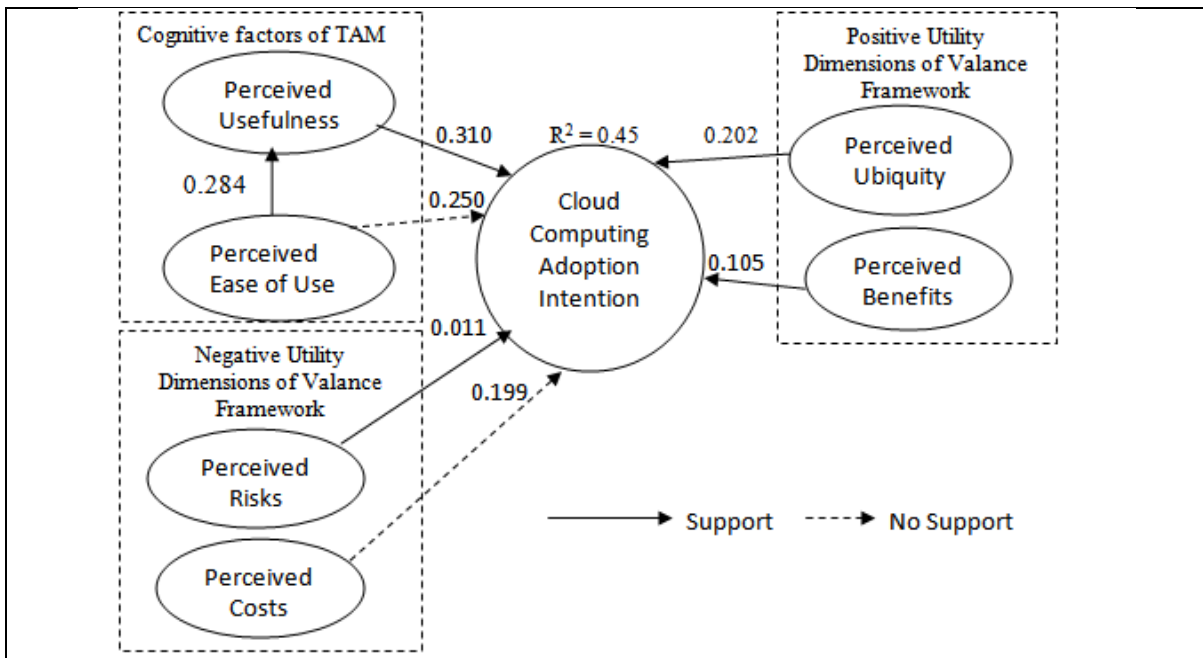 Cognitive factors of TAM
Perceived
Usefulness
0.284
Perceived
Ease of Use
0.310
0.250
R² = 0.45
Cloud
Computing
Adoption
Intention
0.202
0.105
Positive Utility
Dimensions of Valance
Framework
Perceived
Ubiquity
Perceived
Benefits
Negative Utility
Dimensions of Valance
Framework
0.011
0.199
Perceived
Risks
Perceived
Costs
Support
No Support